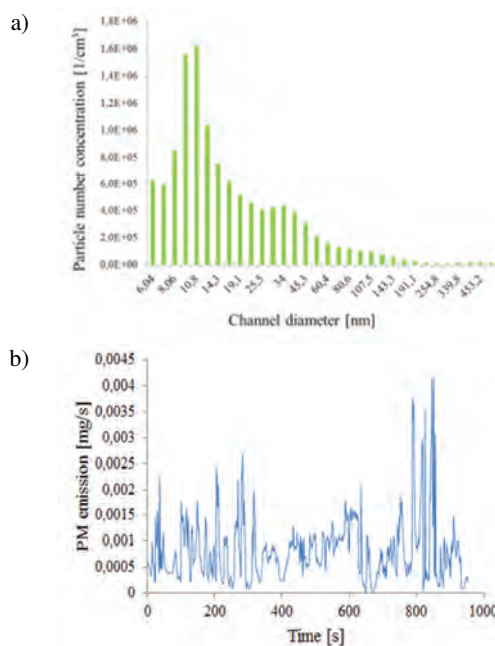 a)
Particle number concentration [1/cm³]
1,8E+06
1,6E+06
1,4E+06
1,2E+06
1,0E+06
8,0E+05
6,0E+05
4,0E+05
2,0E+05
0,0E+00
6,04 8,06 10,8 14,3 19,1 25,5 34 45,3 60,4 80,6 107,5 143,3 191,1 254,8 339,8 453,2
Channel diameter [nm]
b)
PM emission [mg/s]
0,0045
0,004
0,0035
0,003
0,0025
0,002
0,0015
0,001
0,0005
0
0 200 400 600 800 1000
Time [s]